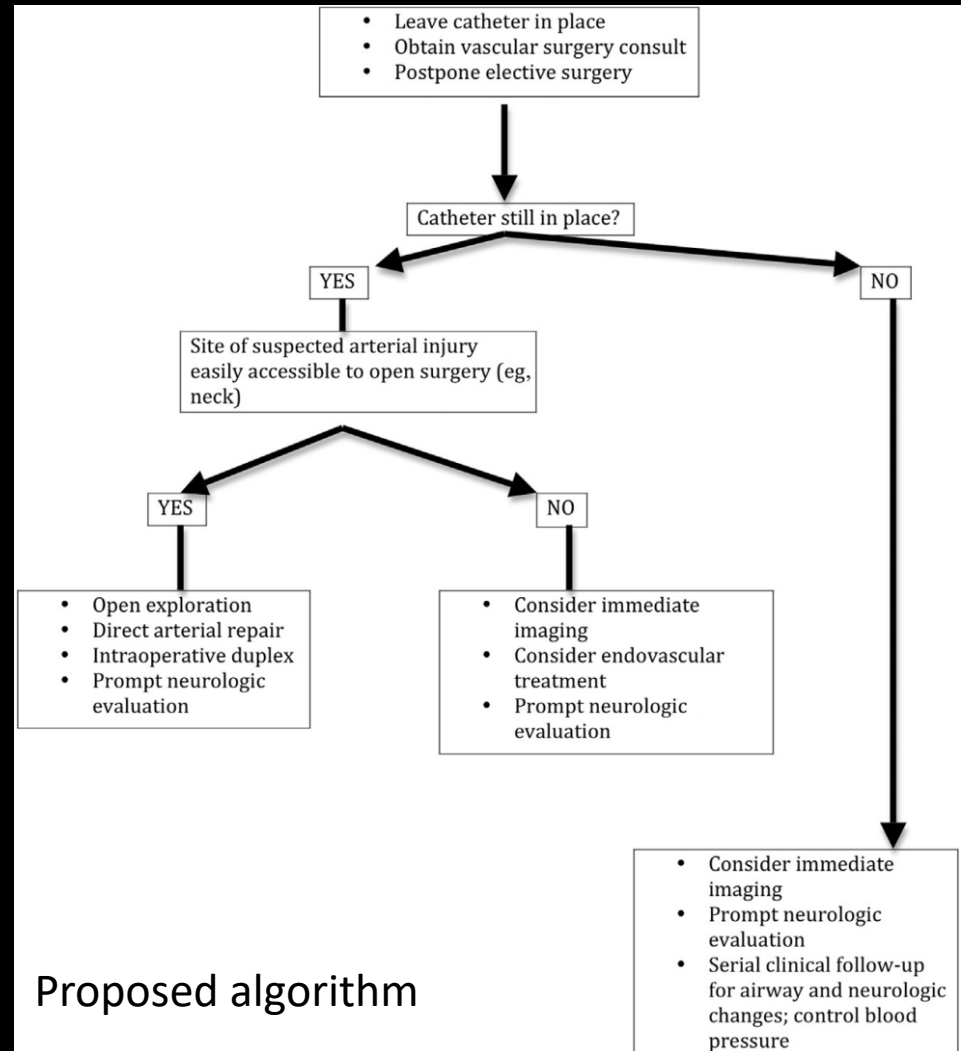 • Leave catheter in place
• Obtain vascular surgery consult
• Postpone elective surgery
Catheter still in place?
YES
NO
Site of suspected arterial injury
easily accessible to open surgery (eg,
neck)
YES
NO
• Open exploration
• Direct arterial repair
• Intraoperative duplex
• Prompt neurologic
evaluation
• Consider immediate
imaging
• Consider endovascular
treatment
• Prompt neurologic
evaluation
• Consider immediate
imaging
• Prompt neurologic
evaluation
• Serial clinical follow-up
for airway and neurologic
changes; control blood
pressure
Proposed algorithm